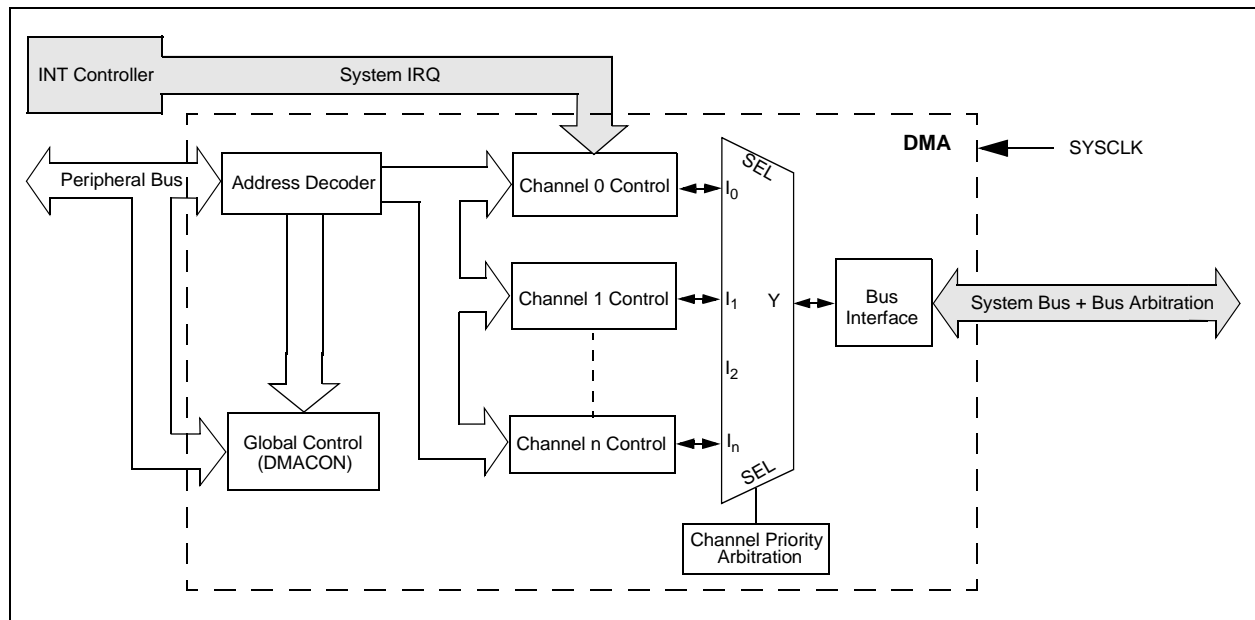 INT Controller
System IRQ
DMA
SYSCLK
Peripheral Bus
Address Decoder
Channel 0 Control
I0
SEL
Channel 1 Control
I1
Y
Bus
Interface
System Bus + Bus Arbitration
I2
Global Control
(DMACON)
Channel n Control
In
SEL
Channel Priority
Arbitration